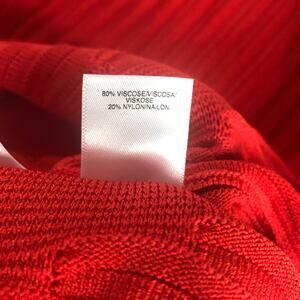 80% VISCOSE/VISCOSA/
VISKOSE
20% NYLON/NAILON